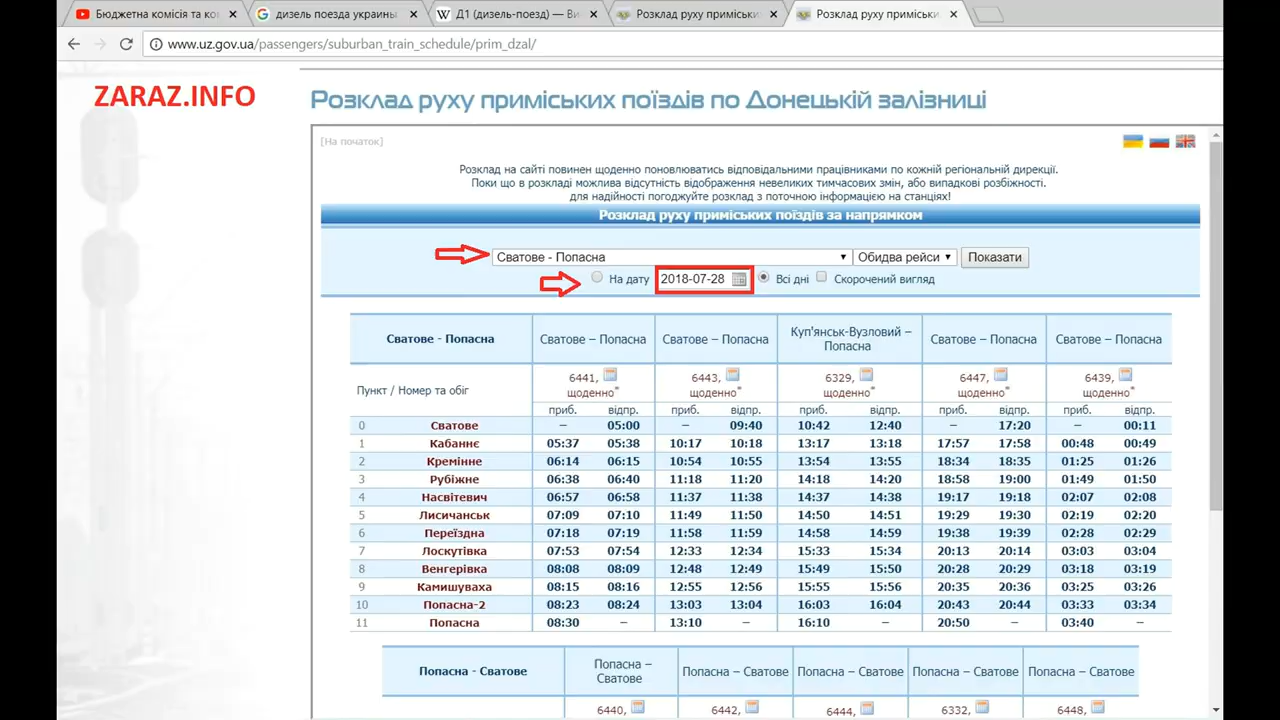 Бюджетна комісія та ко
дизель поезда украины
Д1 (дизель-поезд) — Ви
Розклад руху приміськи
Розклад руху приміськи
www.uz.gov.ua/passengers/suburban_train_schedule/prim_dzal/
ZARAZ.INFO
Розклад руху приміських поїздів по Донецькій залізниці
[На початок]
Розклад на сайті повинен щоденно поновлюватись відповідальними працівниками по кожній регіональній дирекції.
Поки що в розкладі можлива відсутність відображення невеликих тимчасових змін, або випадкові розбіжності.
для надійності погоджуйте розклад з поточною інформацією на станціях!
Розклад руху приміських поїздів за напрямком
Сватове - Попасна Обидва рейси Показати
На дату 2018-07-28 Всі дні Скорочений вигляд
Сватове - Попасна Сватове – Попасна Сватове – Попасна Куп'янськ-Вузловий – Попасна Сватове – Попасна Сватове – Попасна
Пункт / Номер та обіг 6441, щоденно* 6443, щоденно* 6329, щоденно* 6447, щоденно* 6439, щоденно*
приб. відпр. приб. відпр. приб. відпр. приб. відпр. приб. відпр.
0 Сватове – 05:00 – 09:40 10:42 12:40 – 17:20 00:11
1 Кабаннє 05:37 05:38 10:17 10:18 13:17 13:18 17:57 17:58 00:48 00:49
2 Кремінне 06:14 06:15 10:54 10:55 13:54 13:55 18:34 18:35 01:25 01:26
3 Рубіжне 06:38 06:40 11:18 11:20 14:18 14:20 18:58 19:00 01:49 01:50
4 Насвітевич 06:57 06:58 11:37 11:38 14:37 14:38 19:17 19:18 02:07 02:08
5 Лисичанськ 07:09 07:10 11:49 11:50 14:50 14:51 19:29 19:30 02:19 02:20
6 Переїздна 07:18 07:19 11:58 11:59 14:58 14:59 19:38 19:39 02:28 02:29
7 Лоскутівка 07:53 07:54 12:33 12:34 15:33 15:34 20:13 20:14 03:03 03:04
8 Венгерівка 08:08 08:09 12:48 12:49 15:49 15:50 20:28 20:29 03:18 03:19
9 Камишуваха 08:15 08:16 12:55 12:56 15:55 15:56 20:35 20:36 03:25 03:26
10 Попасна-2 08:23 08:24 13:03 13:04 16:03 16:04 20:43 20:44 03:33 03:34
11 Попасна 08:30 – 13:10 – 16:10 – 20:50 – 03:40 –
Попасна - Сватове Попасна – Сватове Попасна – Сватове Попасна – Сватове Попасна – Сватове Попасна – Сватове
6440, 6442, 6444, 6332, 6448,